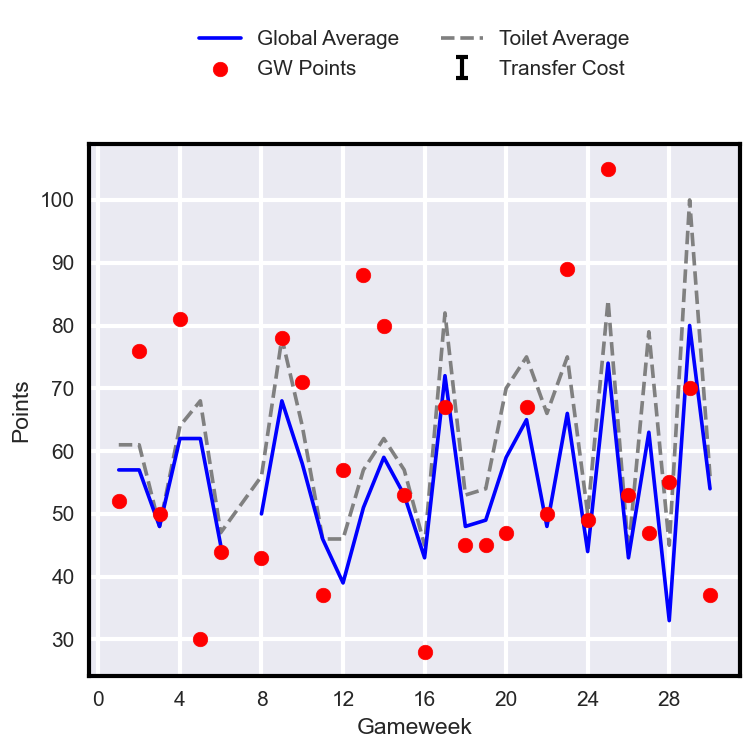 Global Average
Toilet Average
GW Points
Transfer Cost
100
90
80
70
60
50
40
30
Points
0 4 8 12 16 20 24 28
Gameweek